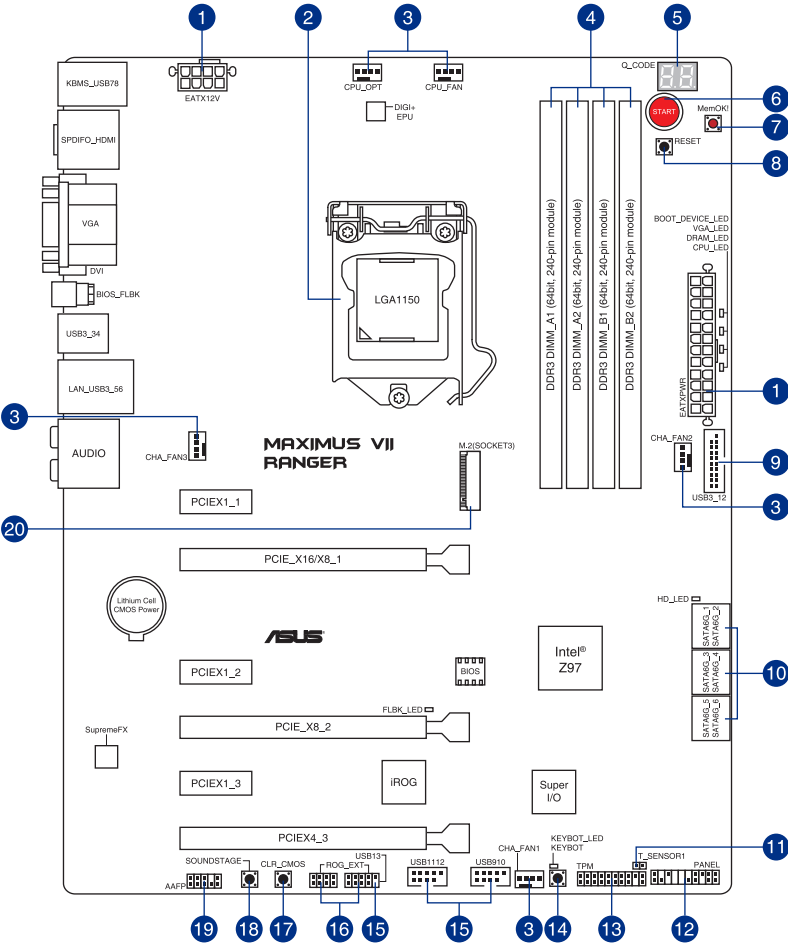 1
2
3
4
5
Q_CODE
KBMS_USB78
EATX12V
CPU_OPT
CPU_FAN
DIGI+
EPU
6
START
MemOK!
7
RESET
8
SPDIFO_HDMI
VGA
DVI
BIOS_FLBK
USB3_34
LAN_USB3_56
AUDIO
LGA1150
DDR3 DIMM_A1 (64bit, 240-pin module)
DDR3 DIMM_A2 (64bit, 240-pin module)
DDR3 DIMM_B1 (64bit, 240-pin module)
DDR3 DIMM_B2 (64bit, 240-pin module)
BOOT_DEVICE_LED
VGA_LED
DRAM_LED
CPU_LED
EATXPWR
1
3
CHA_FAN3
MAXIMUS VII
RANGER
M.2(SOCKET3)
CHA_FAN2
9
USB3_12
3
PCIEX1_1
20
PCIE_X16/X8_1
Lithium Cell
CMOS Power
HD_LED
SATA6G_1
SATA6G_2
SATA6G_3
SATA6G_4
SATA6G_5
SATA6G_6
10
ASUS
Intel®
Z97
PCIEX1_2
BIOS
FLBK_LED
PCIE_X8_2
SupremeFX
PCIEX1_3
iROG
Super
I/O
PCIEX4_3
KEYBOT_LED
KEYBOT
CHA_FAN1
11
T_SENSOR1
SOUNDSTAGE
CLR_CMOS
ROG_EXT
USB13
USB1112
USB910
TPM
PANEL
AAFP
19
18
17
16
15
15
3
14
13
12